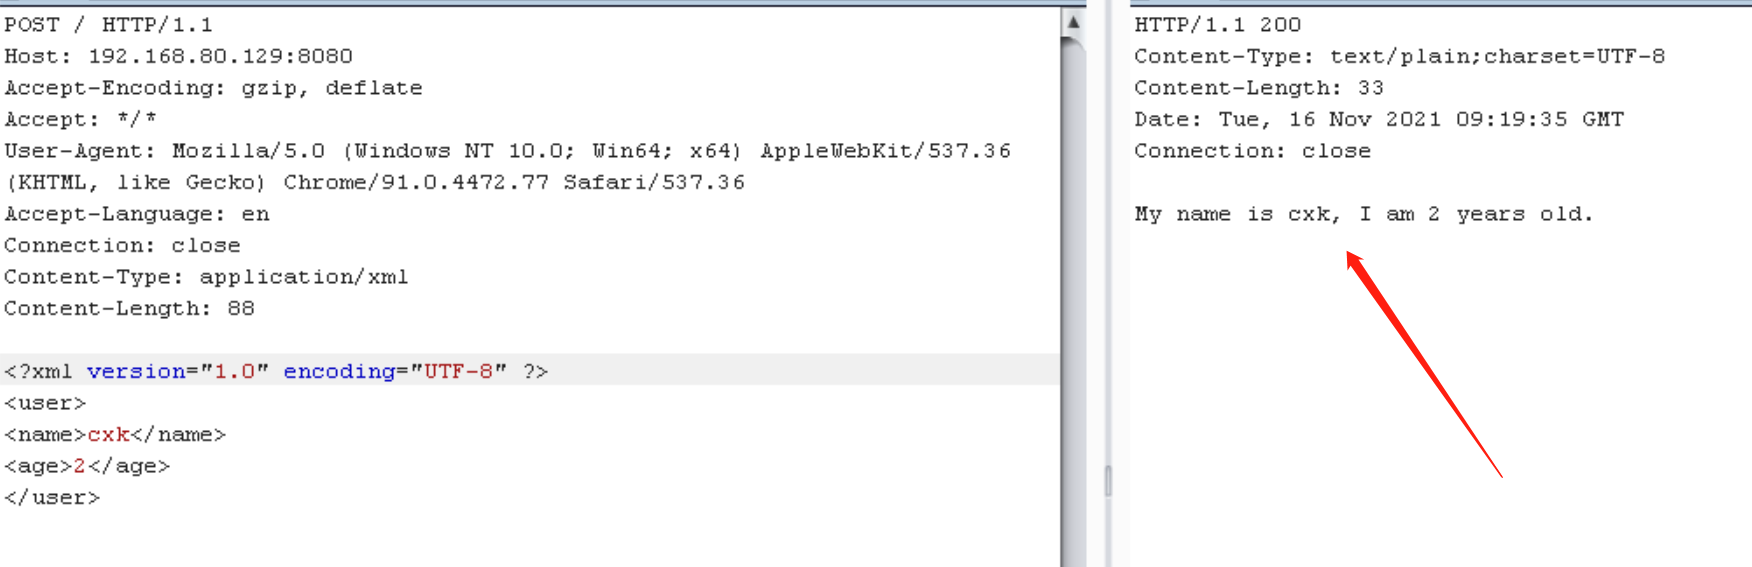 POST / HTTP/1.1
Host: 192.168.80.129:8080
Accept-Encoding: gzip, deflate
Accept: */*
User-Agent: Mozilla/5.0 (Windows NT 10.0; Win64; x64) AppleWebKit/537.36
(KHTML, like Gecko) Chrome/91.0.4472.77 Safari/537.36
Accept-Language: en
Connection: close
Content-Type: application/xml
Content-Length: 88
<?xml version="1.0" encoding="UTF-8" ?>
<user>
<name>cxk</name>
<age>2</age>
</user>
HTTP/1.1 200
Content-Type: text/plain;charset=UTF-8
Content-Length: 33
Date: Tue, 16 Nov 2021 09:19:35 GMT
Connection: close
My name is cxk, I am 2 years old.